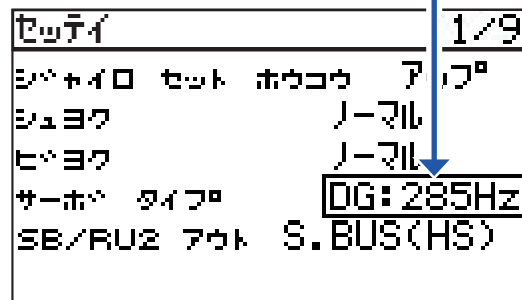 セッテイ 1/9
ジャイロ セット ホウコウ アップ
シュヨク ノーマル
ビヨク ノーマル
サーボ タイプ DG:285Hz
SB/RU2 アウト S.BUS(HS)